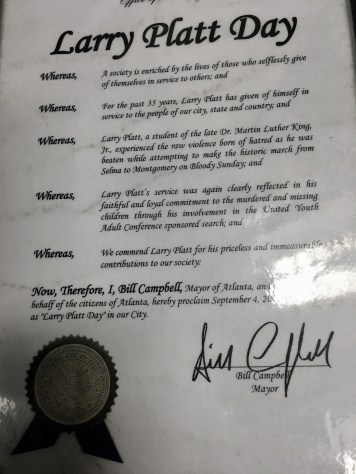 Office of
Larry Platt Day
Whereas, A society is enriched by the lives of those who selflessly give
of themselves in service to others; and
Whereas, For the past 35 years, Larry Platt has given of himself in
service to the people of our city, state and country; and
Whereas, Larry Platt, a student of the late Dr. Martin Luther King,
Jr., experienced the raw violence born of hatred as he was
beaten while attempting to make the historic march from
Selma to Montgomery on Bloody Sunday; and
Whereas, Larry Platt's service was again clearly reflected in his
faithful and loyal commitment to the murdered and missing
children through his involvement in the United Youth
Adult Conference sponsored search; and
Whereas, We commend Larry Platt for his priceless and immeasurable
contributions to our society:
Now, Therefore, I, Bill Campbell, Mayor of Atlanta, and
behalf of the citizens of Atlanta, hereby proclaim September 4,
as "Larry Platt Day" in our City.
Bill Campbell
Bill Campbell
Mayor